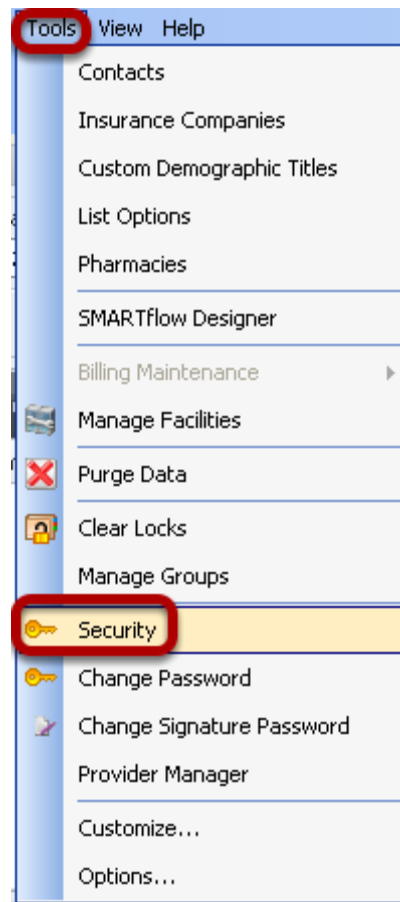 Tools View Help
Contacts
Insurance Companies
Custom Demographic Titles
List Options
Pharmacies
SMARTflow Designer
Billing Maintenance
Manage Facilities
Purge Data
Clear Locks
Manage Groups
Security
Change Password
Change Signature Password
Provider Manager
Customize...
Options...